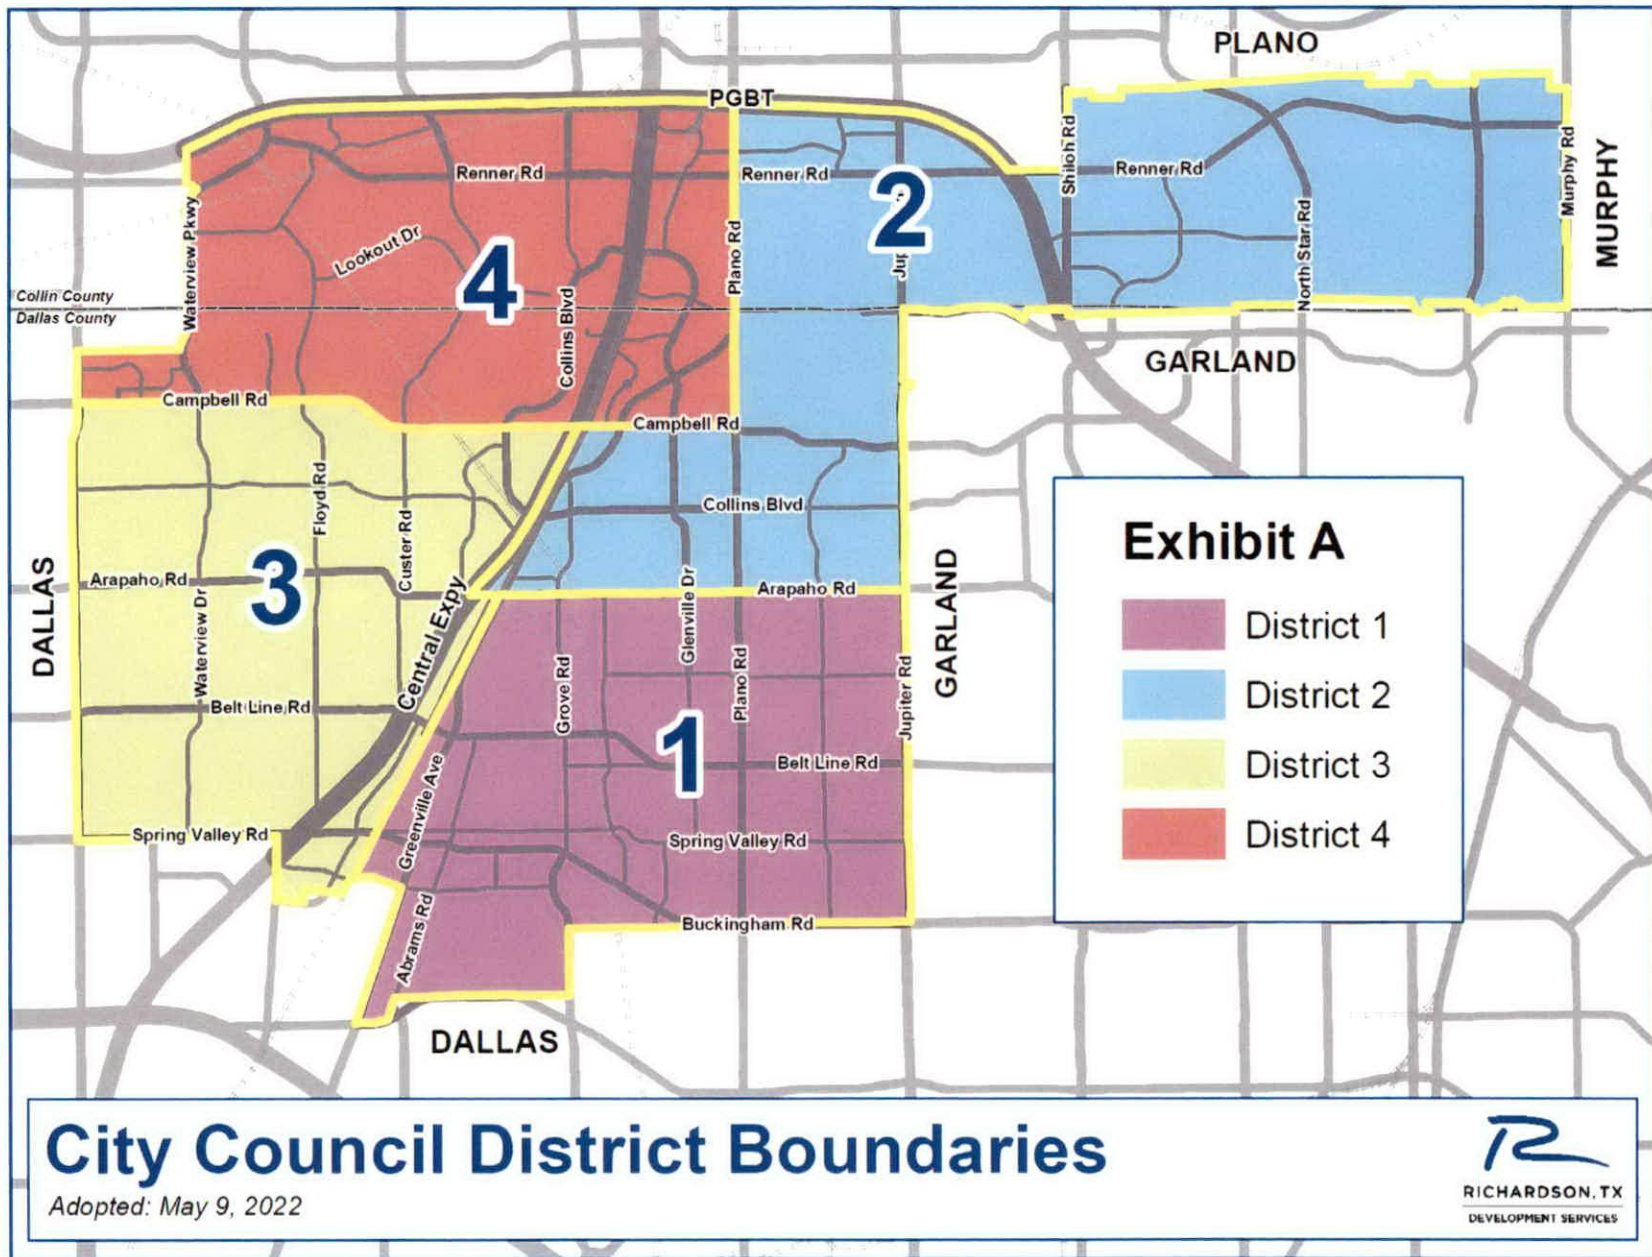 PLANO
PGBT
Shiloh Rd
Murphy Rd
MURPHY
Renner Rd
Renner Rd
Renner Rd
2
Waterview Pkwy
Lookout Dr
4
Plano Rd
North Star Rd
Collin County
Dallas County
Collins Blvd
GARLAND
Campbell Rd
Campbell Rd
Floyd Rd
Custer Rd
Collins Blvd
Exhibit A
DALLAS
Arapaho Rd
3
Waterview Dr
Central Expy
Glenville Dr
Arapaho Rd
GARLAND
District 1
District 2
District 3
District 4
Belt Line Rd
Grove Rd
Plano Rd
Jupiter Rd
1
Belt Line Rd
Spring Valley Rd
Greenville Ave
Spring Valley Rd
Abrams Rd
Buckingham Rd
DALLAS
City Council District Boundaries
Adopted: May 9, 2022
RICHARDSON, TX
DEVELOPMENT SERVICES